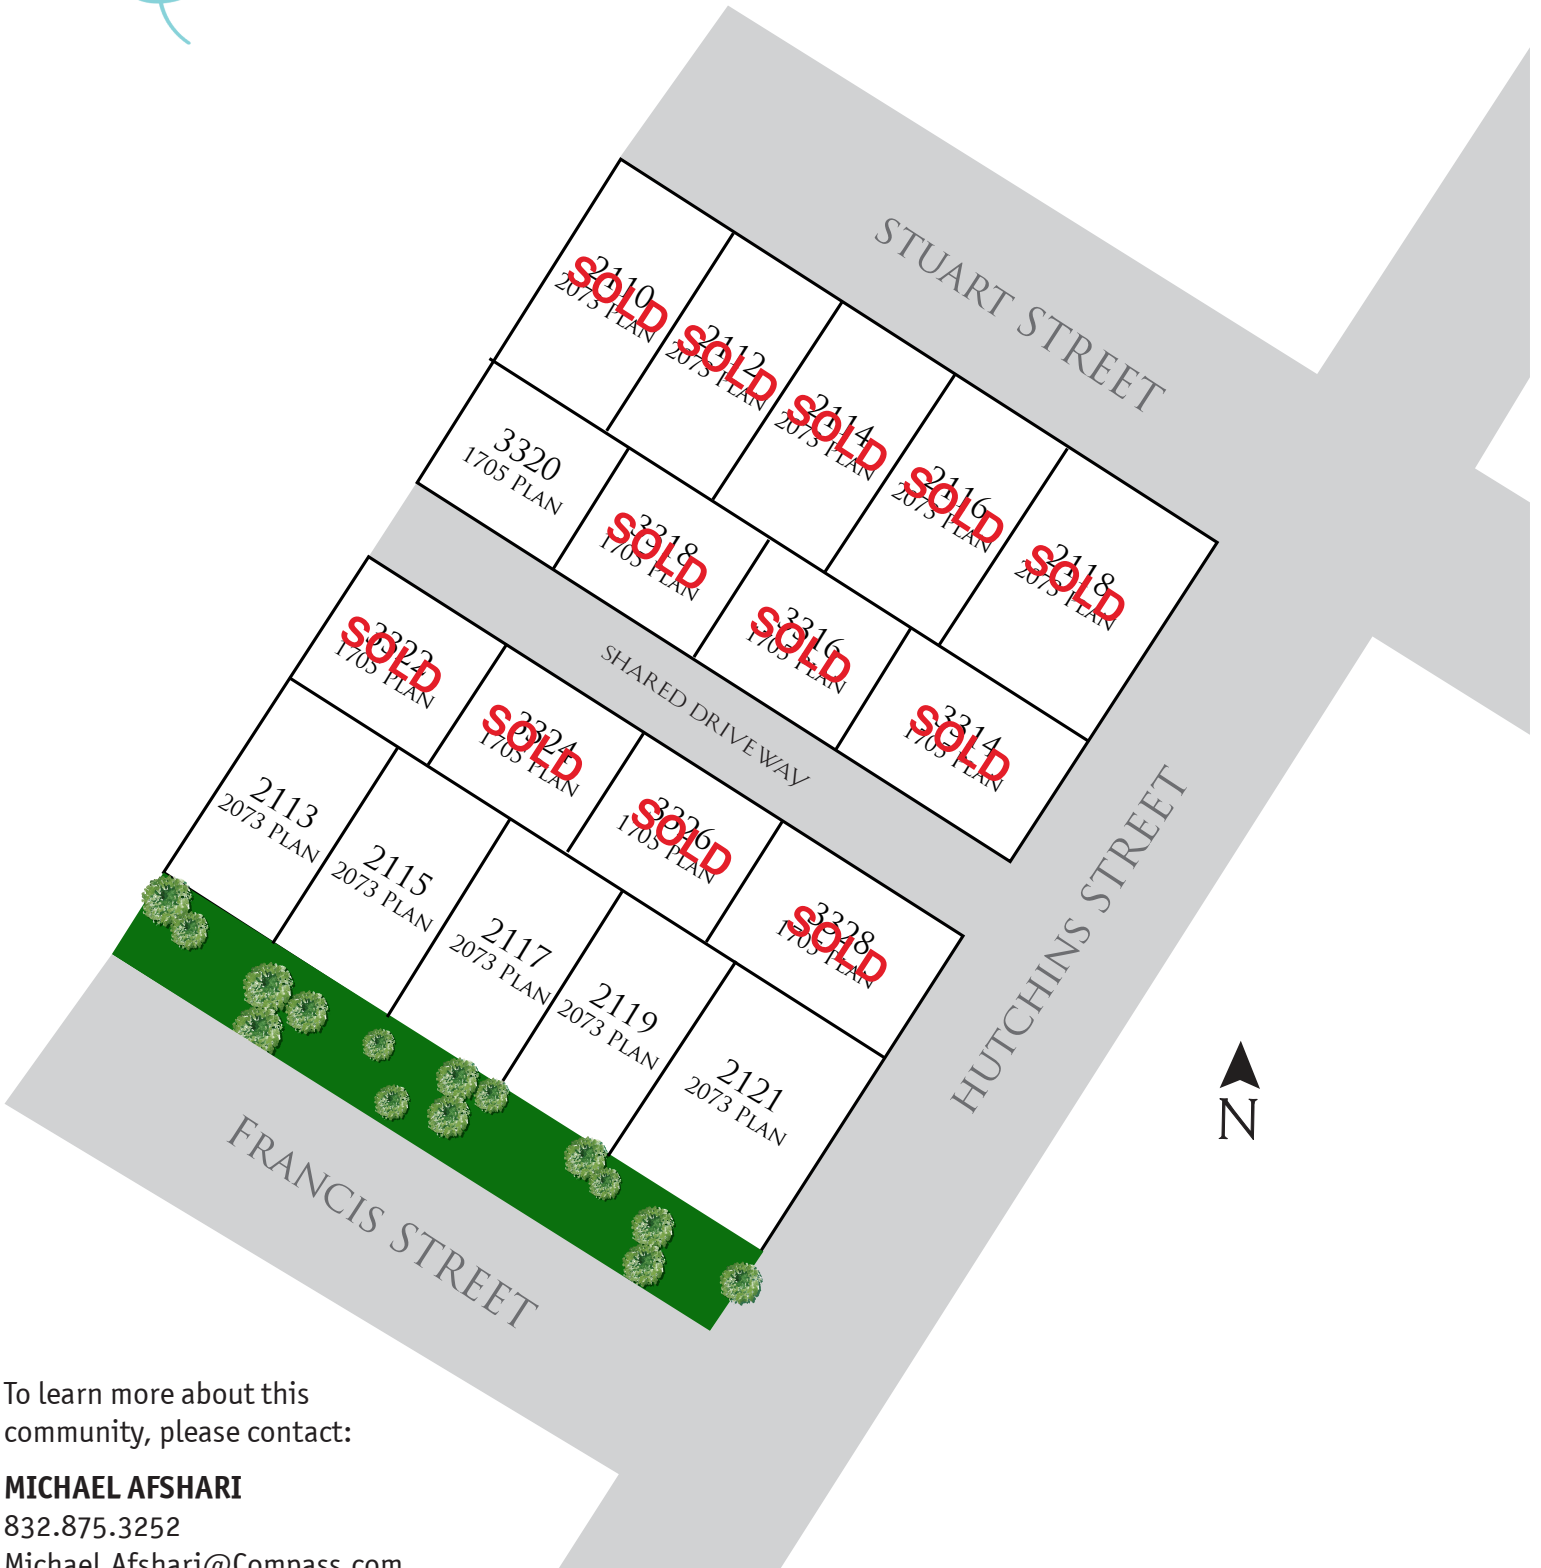 STUART STREET
2110
2073 PLAN
SOLD
2112
2073 PLAN
SOLD
2114
2073 PLAN
SOLD
2116
2073 PLAN
SOLD
2118
2073 PLAN
SOLD
3320
1705 PLAN
3318
1705 PLAN
SOLD
3316
1705 PLAN
SOLD
3314
1705 PLAN
SOLD
SHARED DRIVEWAY
3322
1705 PLAN
SOLD
3324
1705 PLAN
SOLD
3326
1705 PLAN
SOLD
3328
1705 PLAN
SOLD
2113
2073 PLAN
2115
2073 PLAN
2117
2073 PLAN
2119
2073 PLAN
2121
2073 PLAN
HUTCHINS STREET
N
FRANCIS STREET
To learn more about this
community, please contact:
MICHAEL AFSHARI
832.875.3252
Michael.Afshari@Compass.com